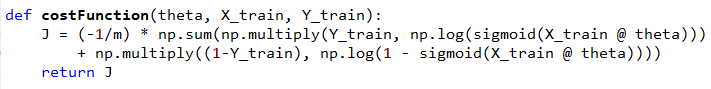 def costFunction(theta, X_train, Y_train):
J = (-1/m) * np.sum(np.multiply(Y_train, np.log(sigmoid(X_train @ theta)))
+ np.multiply((1-Y_train), np.log(1 - sigmoid(X_train @ theta))))
return J